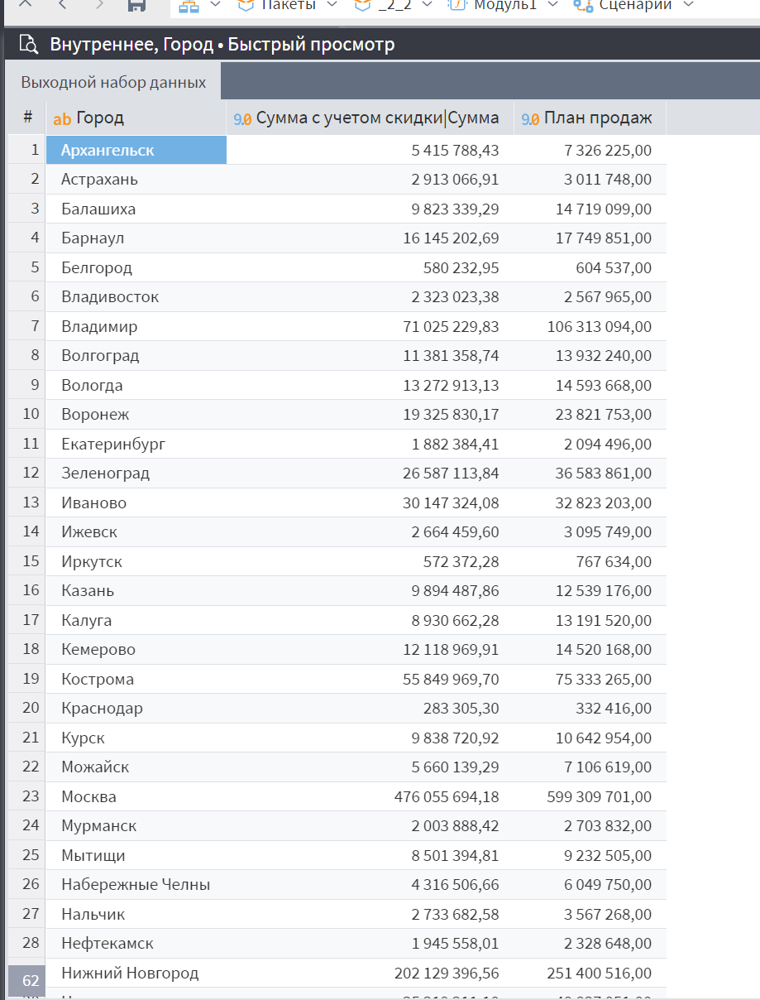 Пакеты _2_2 Модуль1 Сценарии
Внутреннее, Город • Быстрый просмотр
Выходной набор данных
# ab Город 9.0 Сумма с учетом скидки|Сумма 9.0 План продаж
1 Архангельск 5 415 788,43 7 326 225,00
2 Астрахань 2 913 066,91 3 011 748,00
3 Балашиха 9 823 339,29 14 719 099,00
4 Барнаул 16 145 202,69 17 749 851,00
5 Белгород 580 232,95 604 537,00
6 Владивосток 2 323 023,38 2 567 965,00
7 Владимир 71 025 229,83 106 313 094,00
8 Волгоград 11 381 358,74 13 932 240,00
9 Вологда 13 272 913,13 14 593 668,00
10 Воронеж 19 325 830,17 23 821 753,00
11 Екатеринбург 1 882 384,41 2 094 496,00
12 Зеленоград 26 587 113,84 36 583 861,00
13 Иваново 30 147 324,08 32 823 203,00
14 Ижевск 2 664 459,60 3 095 749,00
15 Иркутск 572 372,28 767 634,00
16 Казань 9 894 487,86 12 539 176,00
17 Калуга 8 930 662,28 13 191 520,00
18 Кемерово 12 118 969,91 14 520 168,00
19 Кострома 55 849 969,70 75 333 265,00
20 Краснодар 283 305,30 332 416,00
21 Курск 9 838 720,92 10 642 954,00
22 Можайск 5 660 139,29 7 106 619,00
23 Москва 476 055 694,18 599 309 701,00
24 Мурманск 2 003 888,42 2 703 832,00
25 Мытищи 8 501 394,81 9 232 505,00
26 Набережные Челны 4 316 506,66 6 049 750,00
27 Нальчик 2 733 682,58 3 567 268,00
28 Нефтекамск 1 945 558,01 2 328 648,00
62 Нижний Новгород 202 129 396,56 251 400 516,00